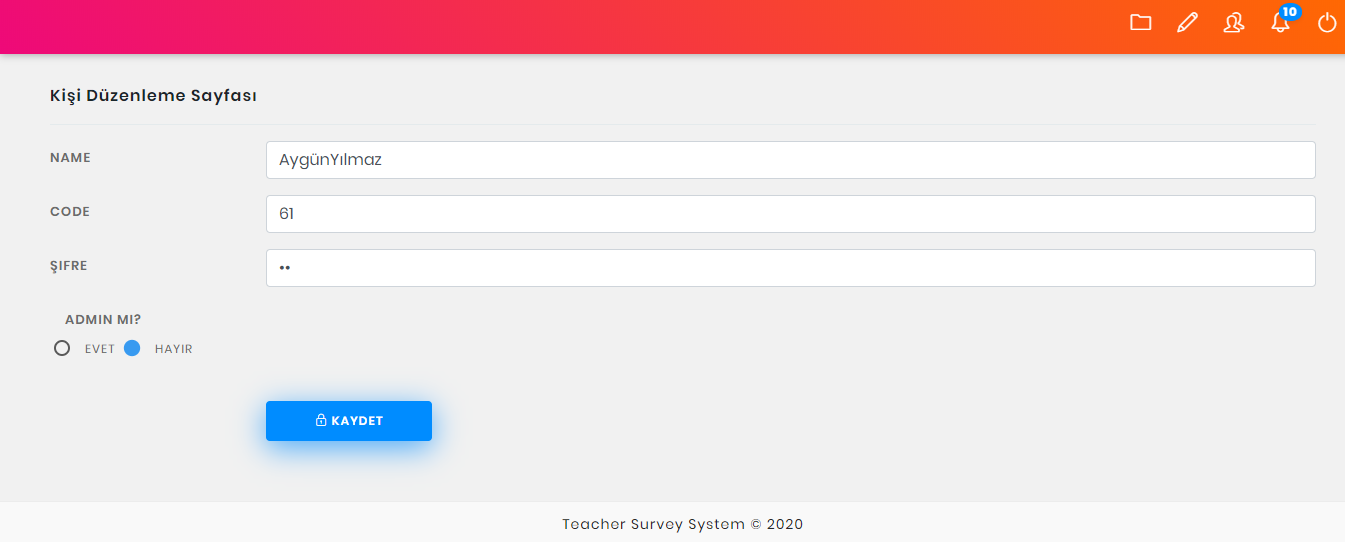 10
Kişi Düzenleme Sayfası
NAME
AygünYılmaz
CODE
61
ŞIFRE
••
ADMIN MI?
EVET HAYIR
KAYDET
Teacher Survey System © 2020